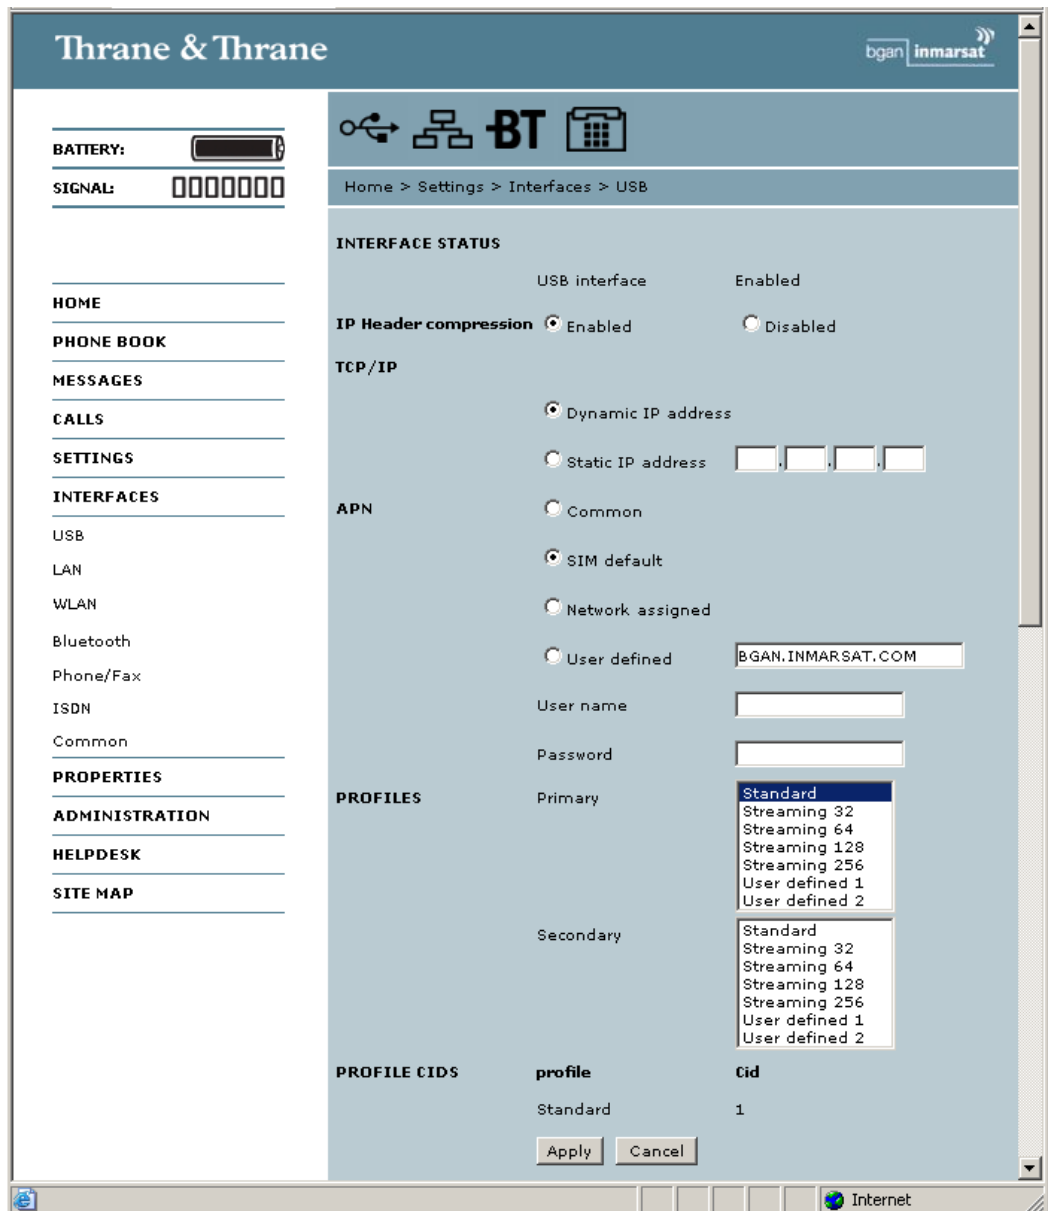 Thrane & Thrane
bgan inmarsat
BATTERY:
SIGNAL:
BT
Home > Settings > Interfaces > USB
HOME
PHONE BOOK
MESSAGES
CALLS
SETTINGS
INTERFACES
USB
LAN
WLAN
Bluetooth
Phone/Fax
ISDN
Common
PROPERTIES
ADMINISTRATION
HELPDESK
SITE MAP
INTERFACE STATUS
USB interface Enabled
IP Header compression Enabled Disabled
TCP/IP
Dynamic IP address
Static IP address . . .
APN Common
SIM default
Network assigned
User defined BGAN.INMARSAT.COM
User name
Password
PROFILES Primary
Standard
Streaming 32
Streaming 64
Streaming 128
Streaming 256
User defined 1
User defined 2
Secondary
Standard
Streaming 32
Streaming 64
Streaming 128
Streaming 256
User defined 1
User defined 2
PROFILE CIDS profile Cid
Standard 1
Apply Cancel
Internet